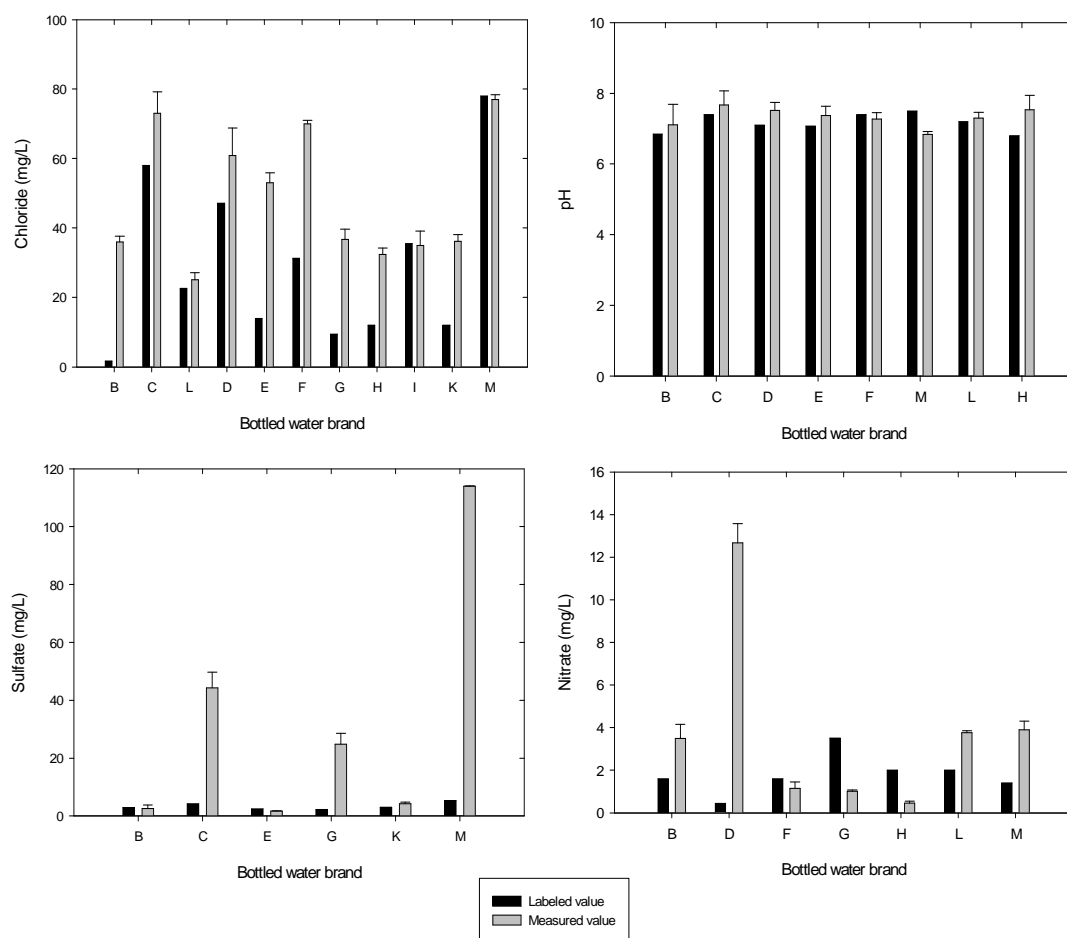 100
80
60
40
20
0
Chloride (mg/L)
B C L D E F G H I K M
Bottled water brand
10
8
6
4
2
0
pH
B C D E F M L H
Bottled water brand
120
100
80
60
40
20
0
Sulfate (mg/L)
B C E G K M
Bottled water brand
16
14
12
10
8
6
4
2
0
Nitrate (mg/L)
B D F G H L M
Bottled water brand
Labeled value
Measured value